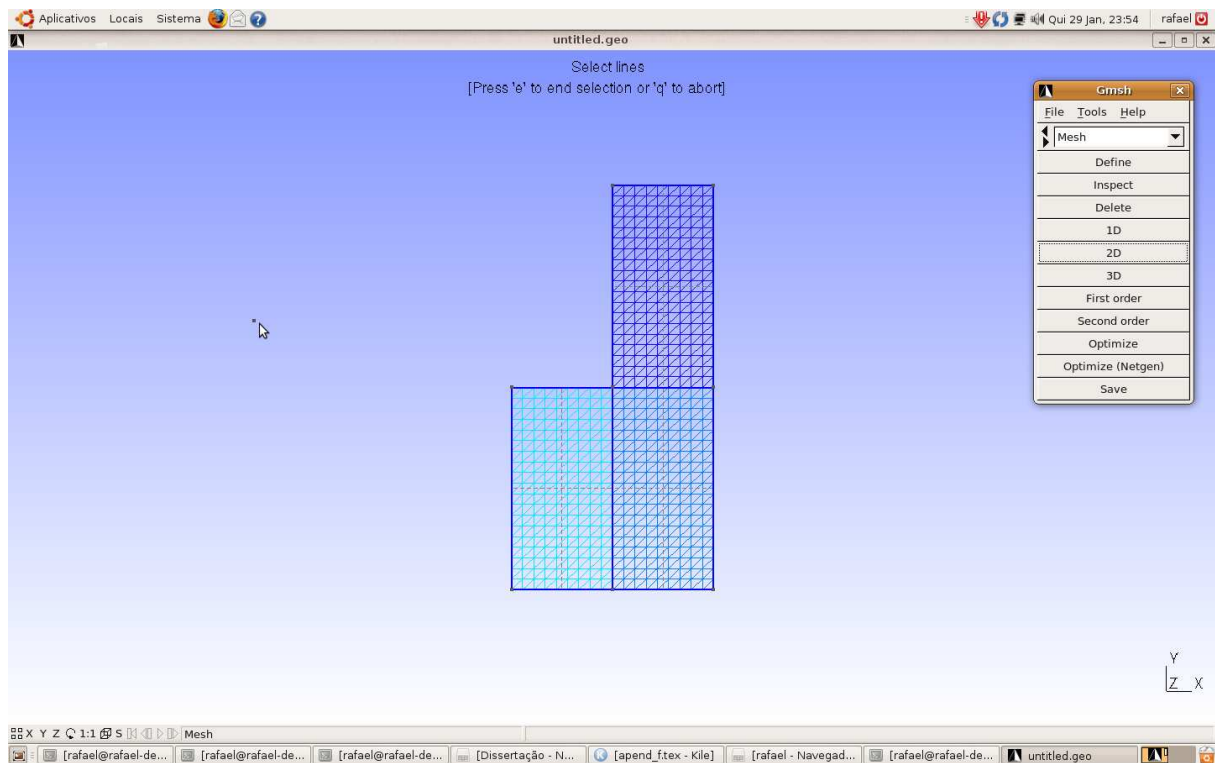 Aplicativos Locais Sistema
Qui 29 Jan, 23:54 rafael
untitled.geo
Select lines
[Press 'e' to end selection or 'q' to abort]
Gmsh
File Tools Help
Mesh
Define
Inspect
Delete
1D
2D
3D
First order
Second order
Optimize
Optimize (Netgen)
Save
Y
Z X
X Y Z 1:1 S Mesh
[rafael@rafael-de... [rafael@rafael-de... [rafael@rafael-de... [Dissertação - N... [apend_f.tex - Kile] [rafael - Navegad... [rafael@rafael-de... untitled.geo